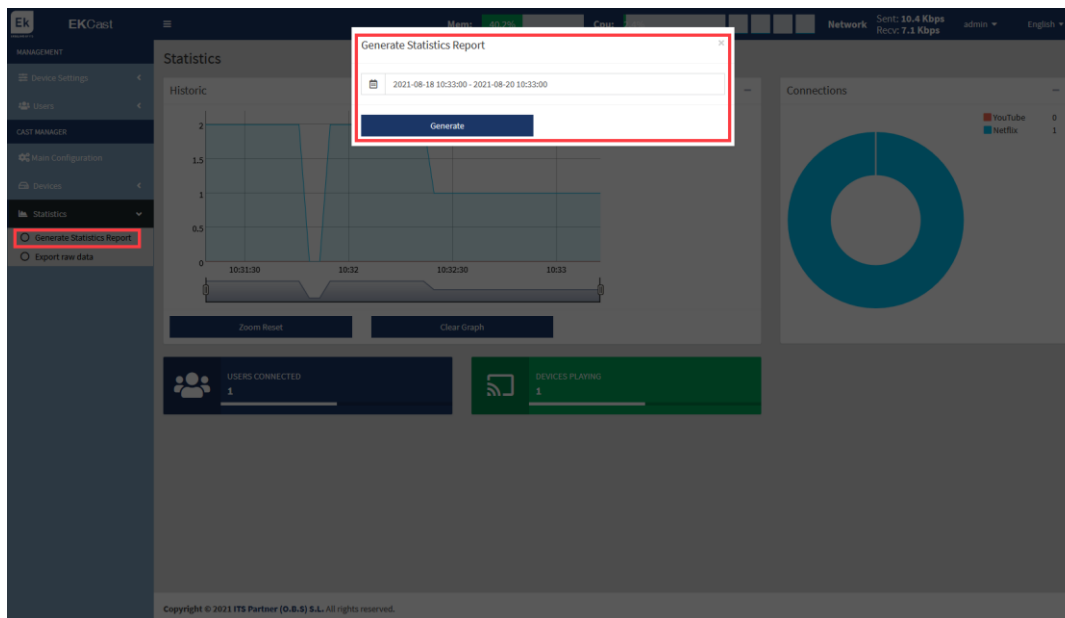 Ek
EKCast
Mem: 40.2%
Cpu:
Network
Sent: 10.4 Kbps
Recv: 7.1 Kbps
admin
English
MANAGEMENT
Device Settings
Users
CAST MANAGER
Main Configuration
Devices
Statistics
Generate Statistics Report
Export raw data
Statistics
Generate Statistics Report
×
2021-08-18 10:33:00 - 2021-08-20 10:33:00
Generate
Historic
2
1.5
1
0.5
0
10:31:30
10:32
10:32:30
10:33
Zoom Reset
Clear Graph
Connections
YouTube 0
Netflix 1
USERS CONNECTED
1
DEVICES PLAYING
1
Copyright © 2021 ITS Partner (O.B.S) S.L. All rights reserved.